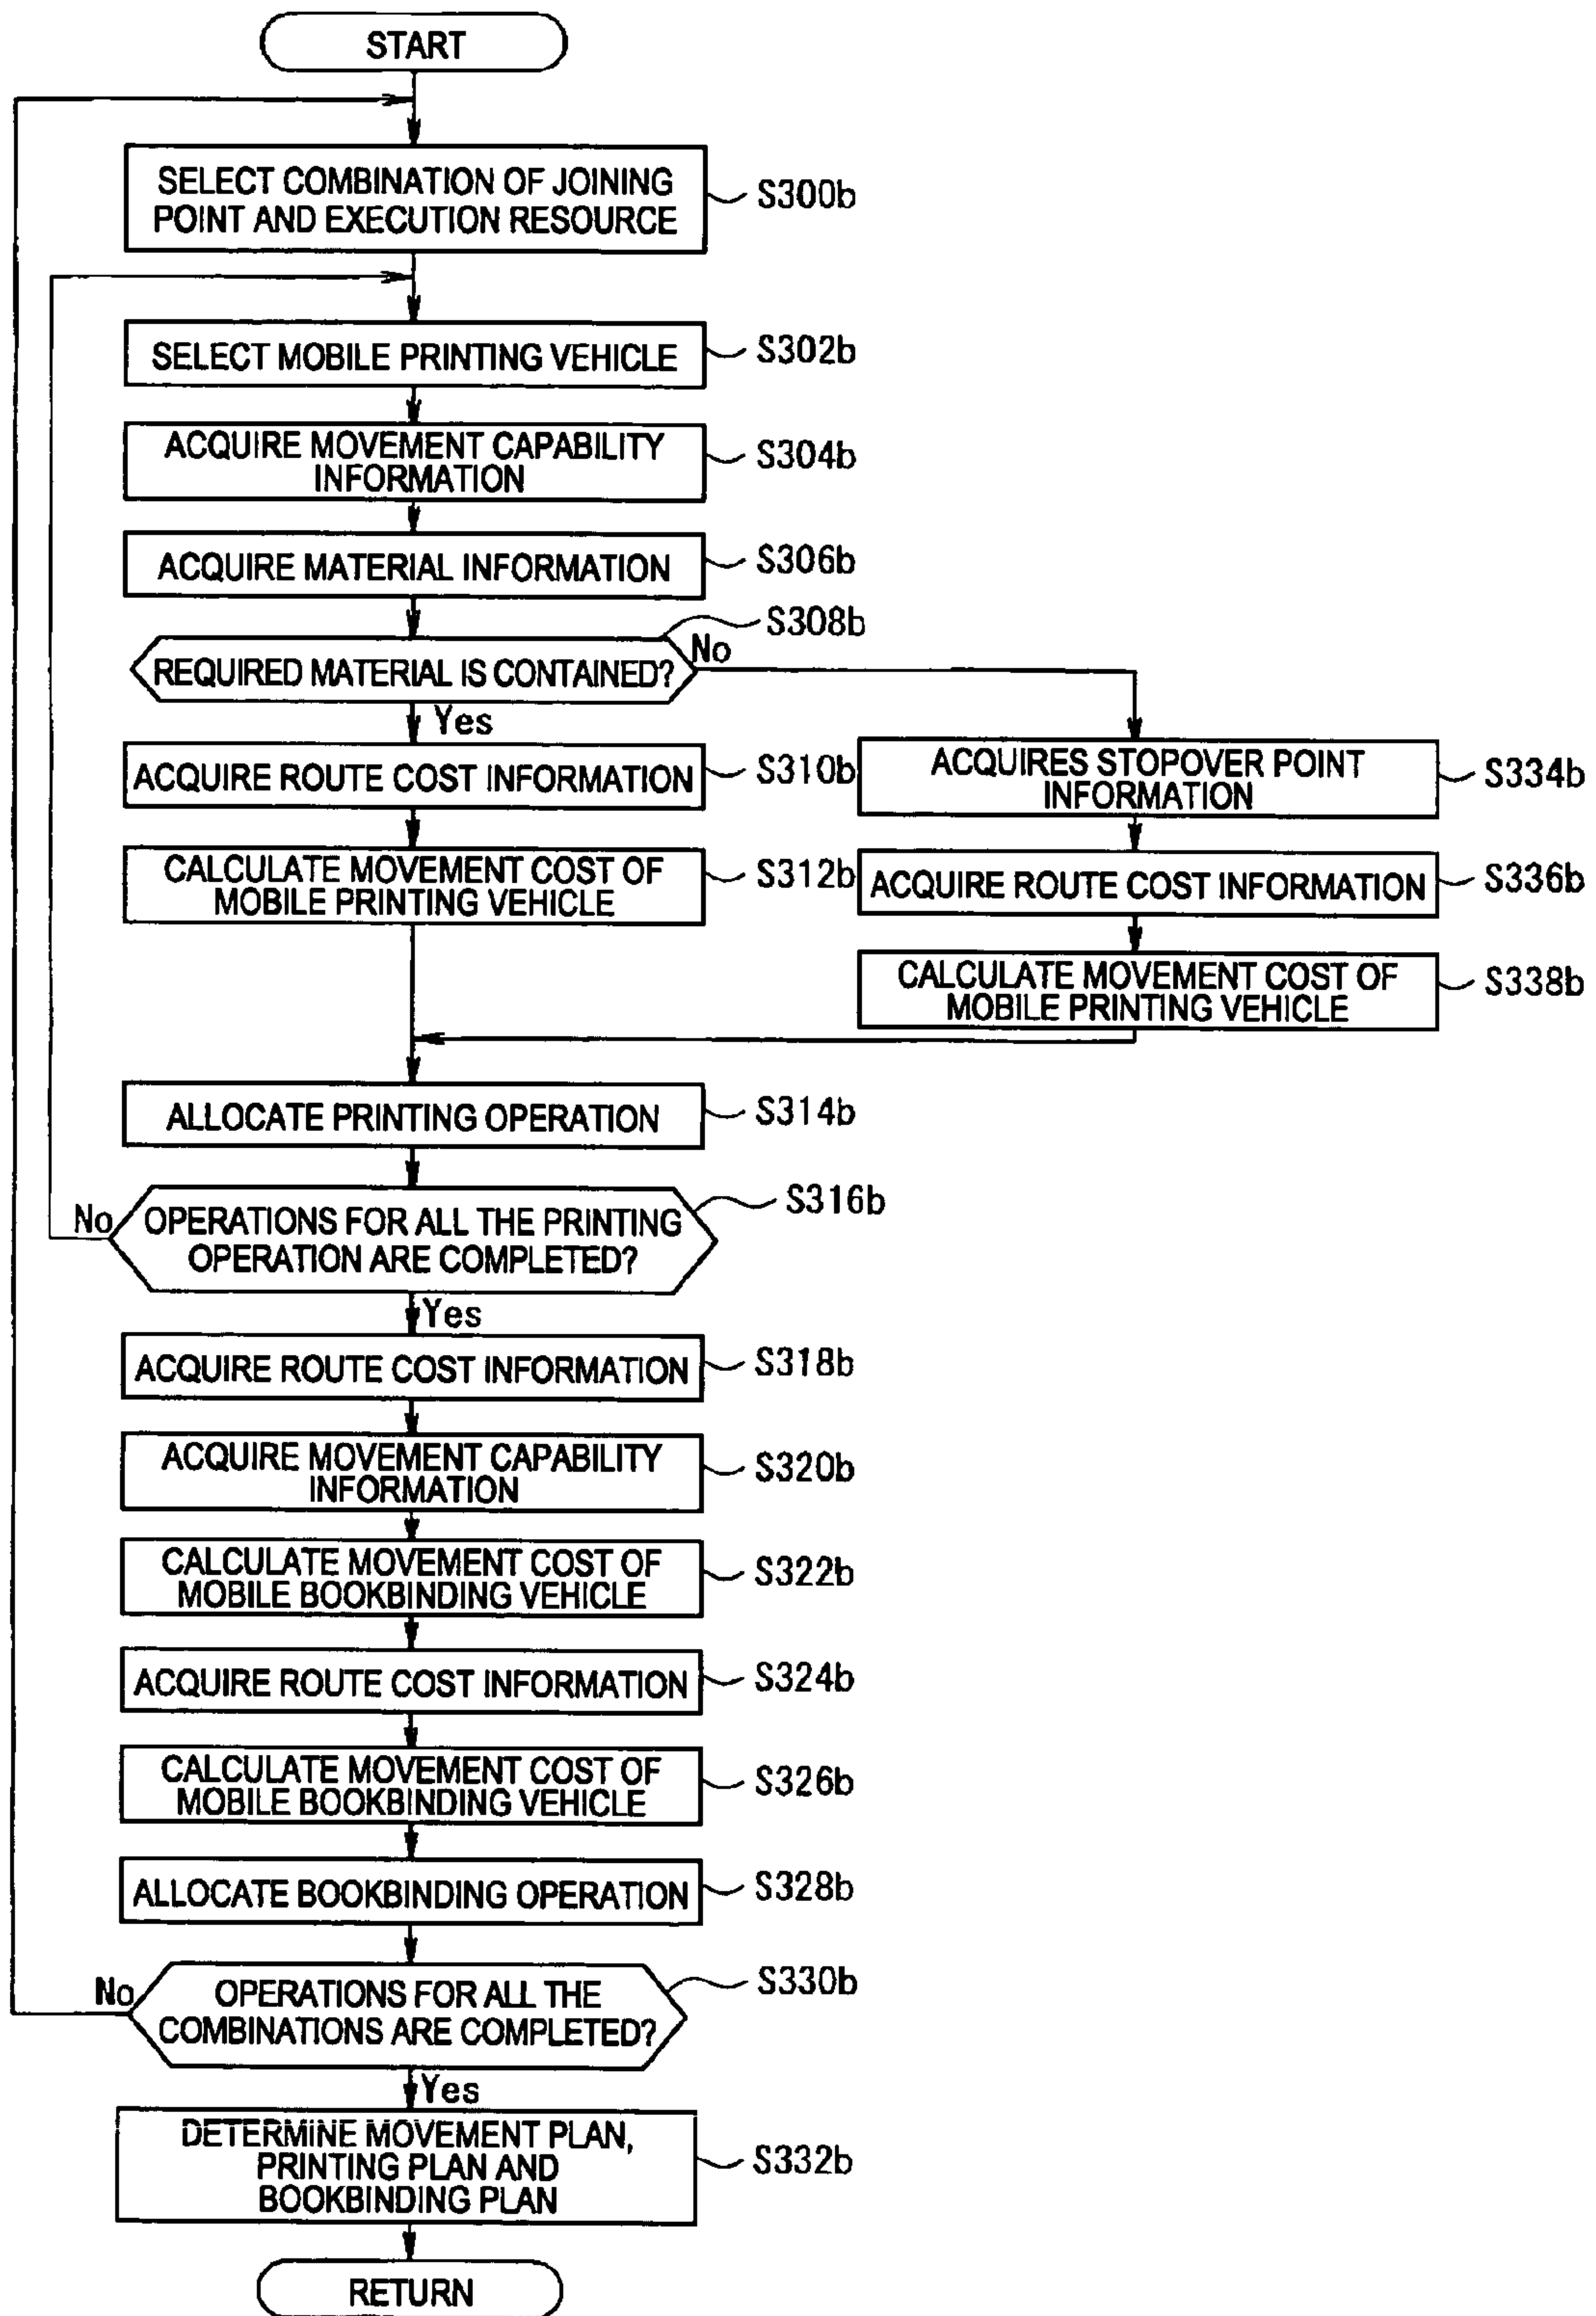 START
SELECT COMBINATION OF JOINING
POINT AND EXECUTION RESOURCE
S300b
SELECT MOBILE PRINTING VEHICLE
S302b
ACQUIRE MOVEMENT CAPABILITY
INFORMATION
S304b
ACQUIRE MATERIAL INFORMATION
S306b
S308b
REQUIRED MATERIAL IS CONTAINED?
No
Yes
ACQUIRE ROUTE COST INFORMATION
S310b
CALCULATE MOVEMENT COST OF
MOBILE PRINTING VEHICLE
S312b
ACQUIRES STOPOVER POINT
INFORMATION
S334b
ACQUIRE ROUTE COST INFORMATION
S336b
CALCULATE MOVEMENT COST OF
MOBILE PRINTING VEHICLE
S338b
ALLOCATE PRINTING OPERATION
S314b
S316b
No
OPERATIONS FOR ALL THE PRINTING
OPERATION ARE COMPLETED?
Yes
ACQUIRE ROUTE COST INFORMATION
S318b
ACQUIRE MOVEMENT CAPABILITY
INFORMATION
S320b
CALCULATE MOVEMENT COST OF
MOBILE BOOKBINDING VEHICLE
S322b
ACQUIRE ROUTE COST INFORMATION
S324b
CALCULATE MOVEMENT COST OF
MOBILE BOOKBINDING VEHICLE
S326b
ALLOCATE BOOKBINDING OPERATION
S328b
S330b
No
OPERATIONS FOR ALL THE
COMBINATIONS ARE COMPLETED?
Yes
DETERMINE MOVEMENT PLAN,
PRINTING PLAN AND
BOOKBINDING PLAN
S332b
RETURN